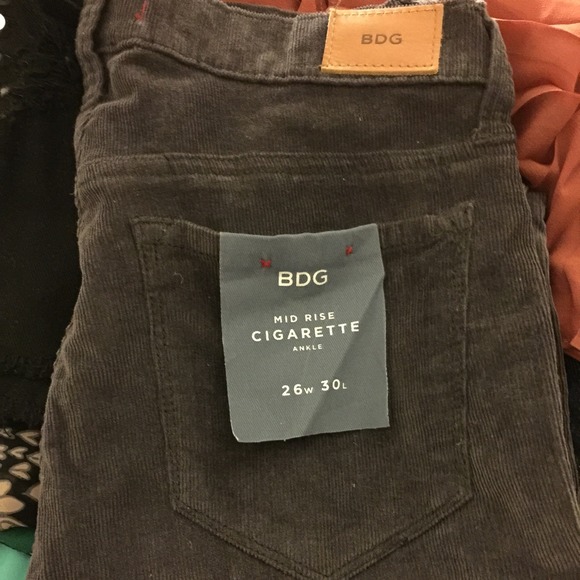 BDG
BDG
MID RISE
CIGARETTE
ANKLE
26W 30L